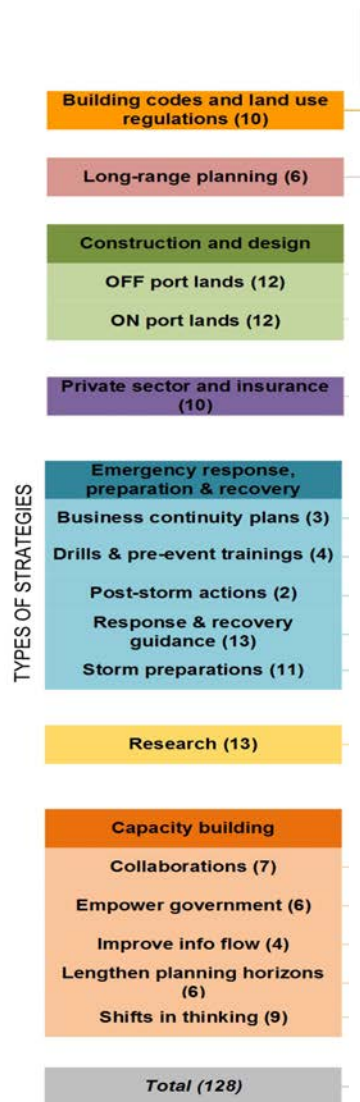 Building codes and land use
regulations (10)
Long-range planning (6)
Construction and design
OFF port lands (12)
ON port lands (12)
Private sector and insurance
(10)
TYPES OF STRATEGIES
Emergency response,
preparation & recovery
Business continuity plans (3)
Drills & pre-event trainings (4)
Post-storm actions (2)
Response & recovery
guidance (13)
Storm preparations (11)
Research (13)
Capacity building
Collaborations (7)
Empower government (6)
Improve info flow (4)
Lengthen planning horizons
(6)
Shifts in thinking (9)
Total (128)